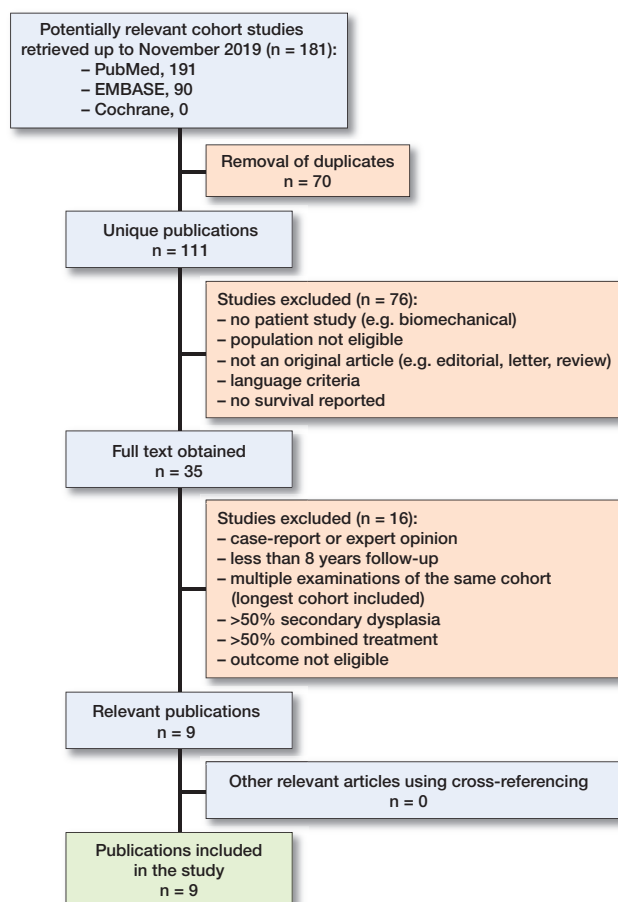 Potentially relevant cohort studies
retrieved up to November 2019 (n = 181):
– PubMed, 191
– EMBASE, 90
– Cochrane, 0
Removal of duplicates
n = 70
Unique publications
n = 111
Studies excluded (n = 76):
– no patient study (e.g. biomechanical)
– population not eligible
– not an original article (e.g. editorial, letter, review)
– language criteria
– no survival reported
Full text obtained
n = 35
Studies excluded (n = 16):
– case-report or expert opinion
– less than 8 years follow-up
– multiple examinations of the same cohort
(longest cohort included)
– >50% secondary dysplasia
– >50% combined treatment
– outcome not eligible
Relevant publications
n = 9
Other relevant articles using cross-referencing
n = 0
Publications included
in the study
n = 9